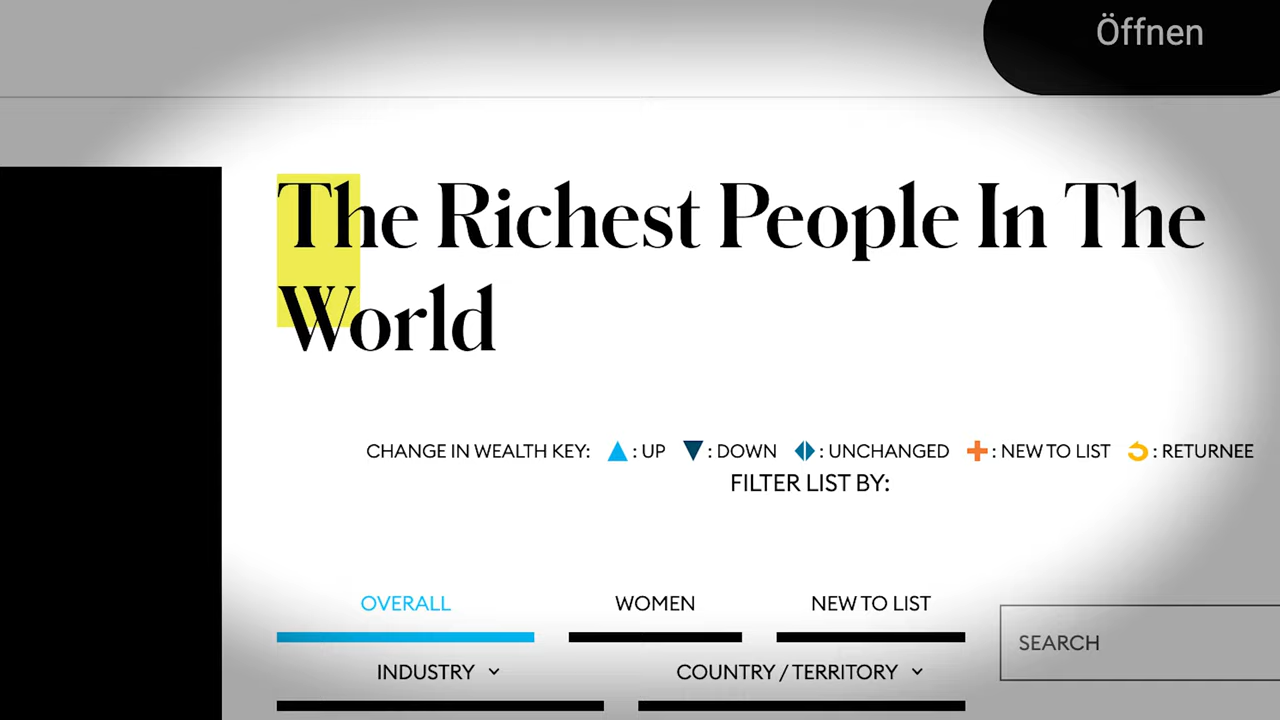 Öffnen
The Richest People In The
World
CHANGE IN WEALTH KEY: : UP : DOWN : UNCHANGED : NEW TO LIST : RETURNEE
FILTER LIST BY:
OVERALL WOMEN NEW TO LIST
SEARCH
INDUSTRY COUNTRY / TERRITORY